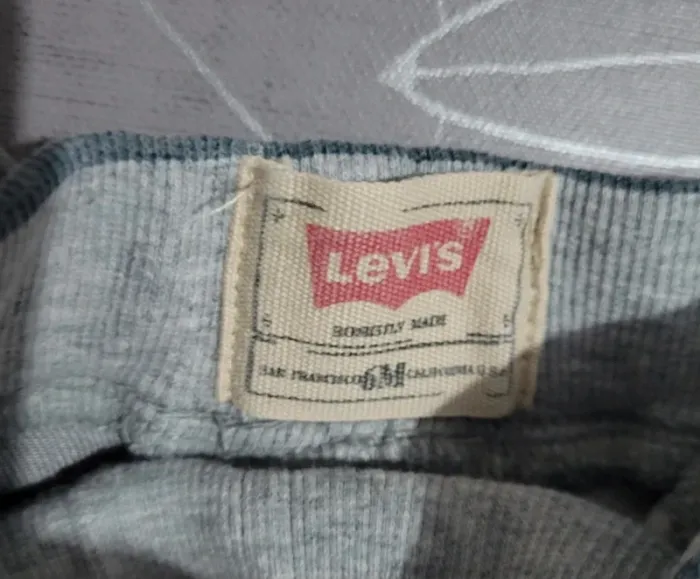 LEVI'S
HONESTLY MADE
SAN FRANCISCO 6M CALIFORNIA U.S.